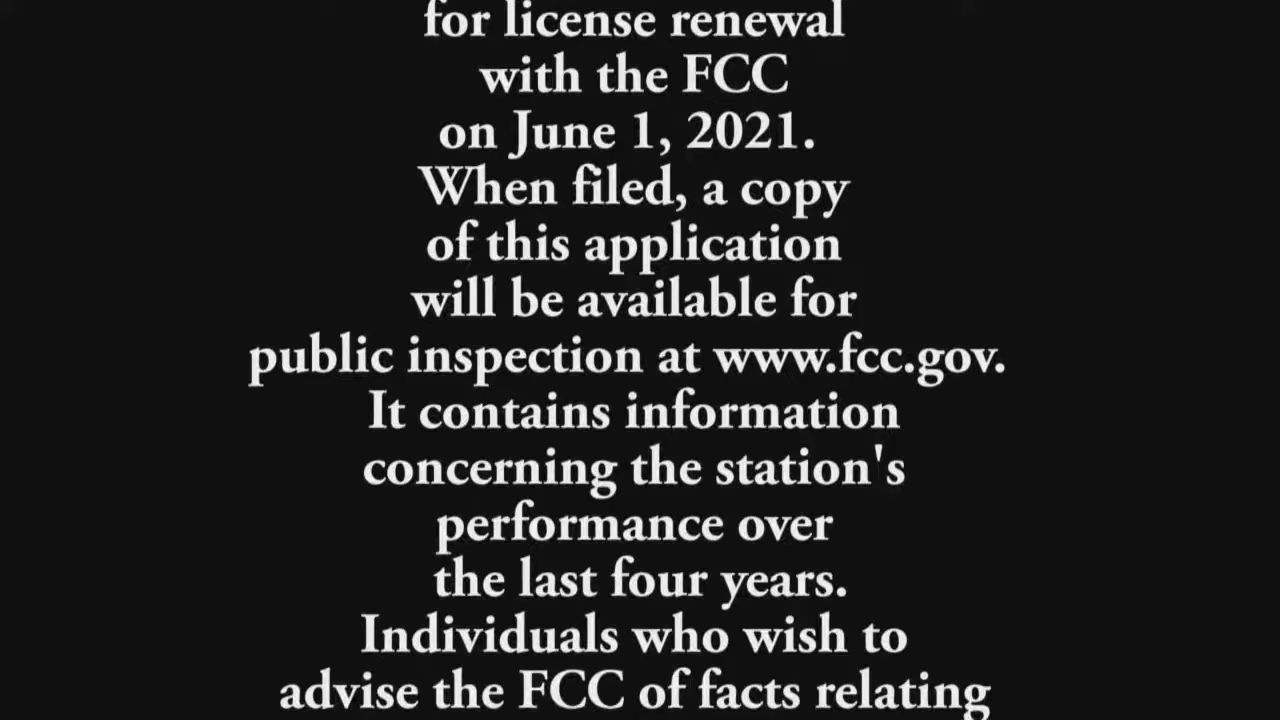 for license renewal
with the FCC
on June 1, 2021.
When filed, a copy
of this application
will be available for
public inspection at www.fcc.gov.
It contains information
concerning the station's
performance over
the last four years.
Individuals who wish to
advise the FCC of facts relating